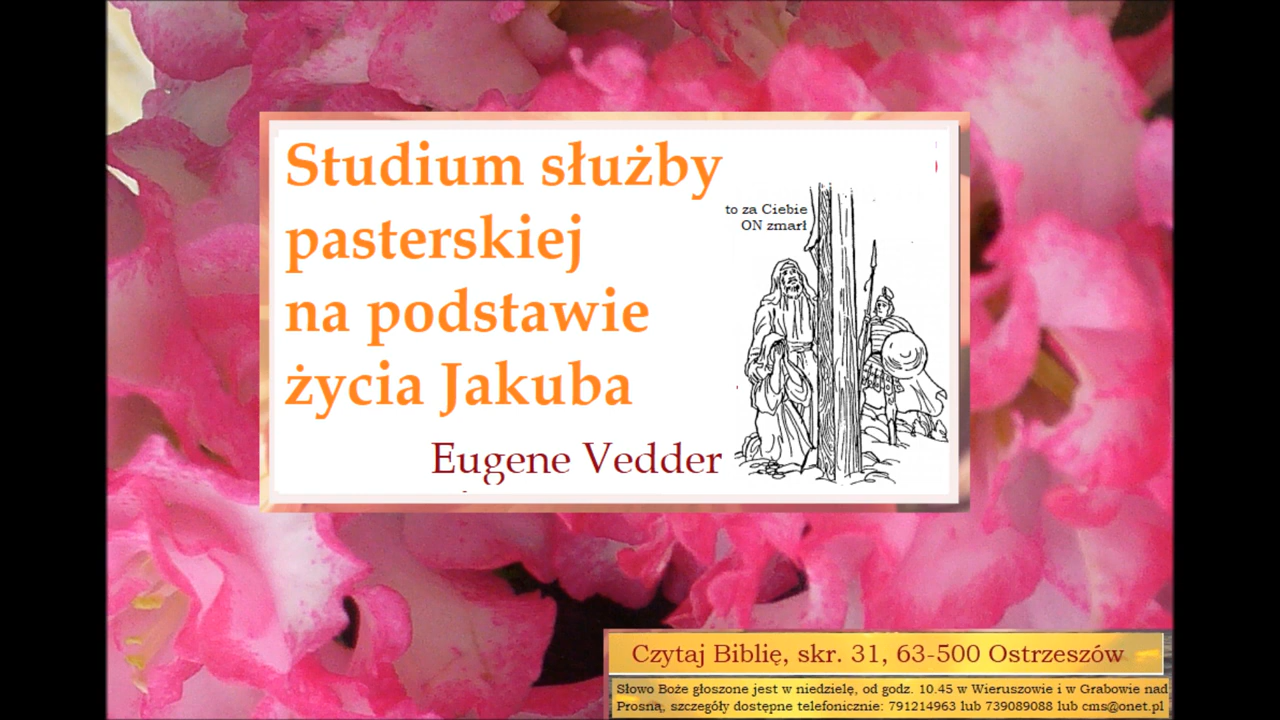 Studium służby
pasterskiej
na podstawie
życia Jakuba
to za Ciebie
ON zmarł
Eugene Vedder
Czytaj Biblię, skr. 31, 63-500 Ostrzeszów
Słowo Boże głoszone jest w niedzielę, od godz. 10.45 w Wieruszowie i w Grabowie nad
Prosną, szczegóły dostępne telefonicznie: 791214963 lub 739089088 lub cms@onet.pl